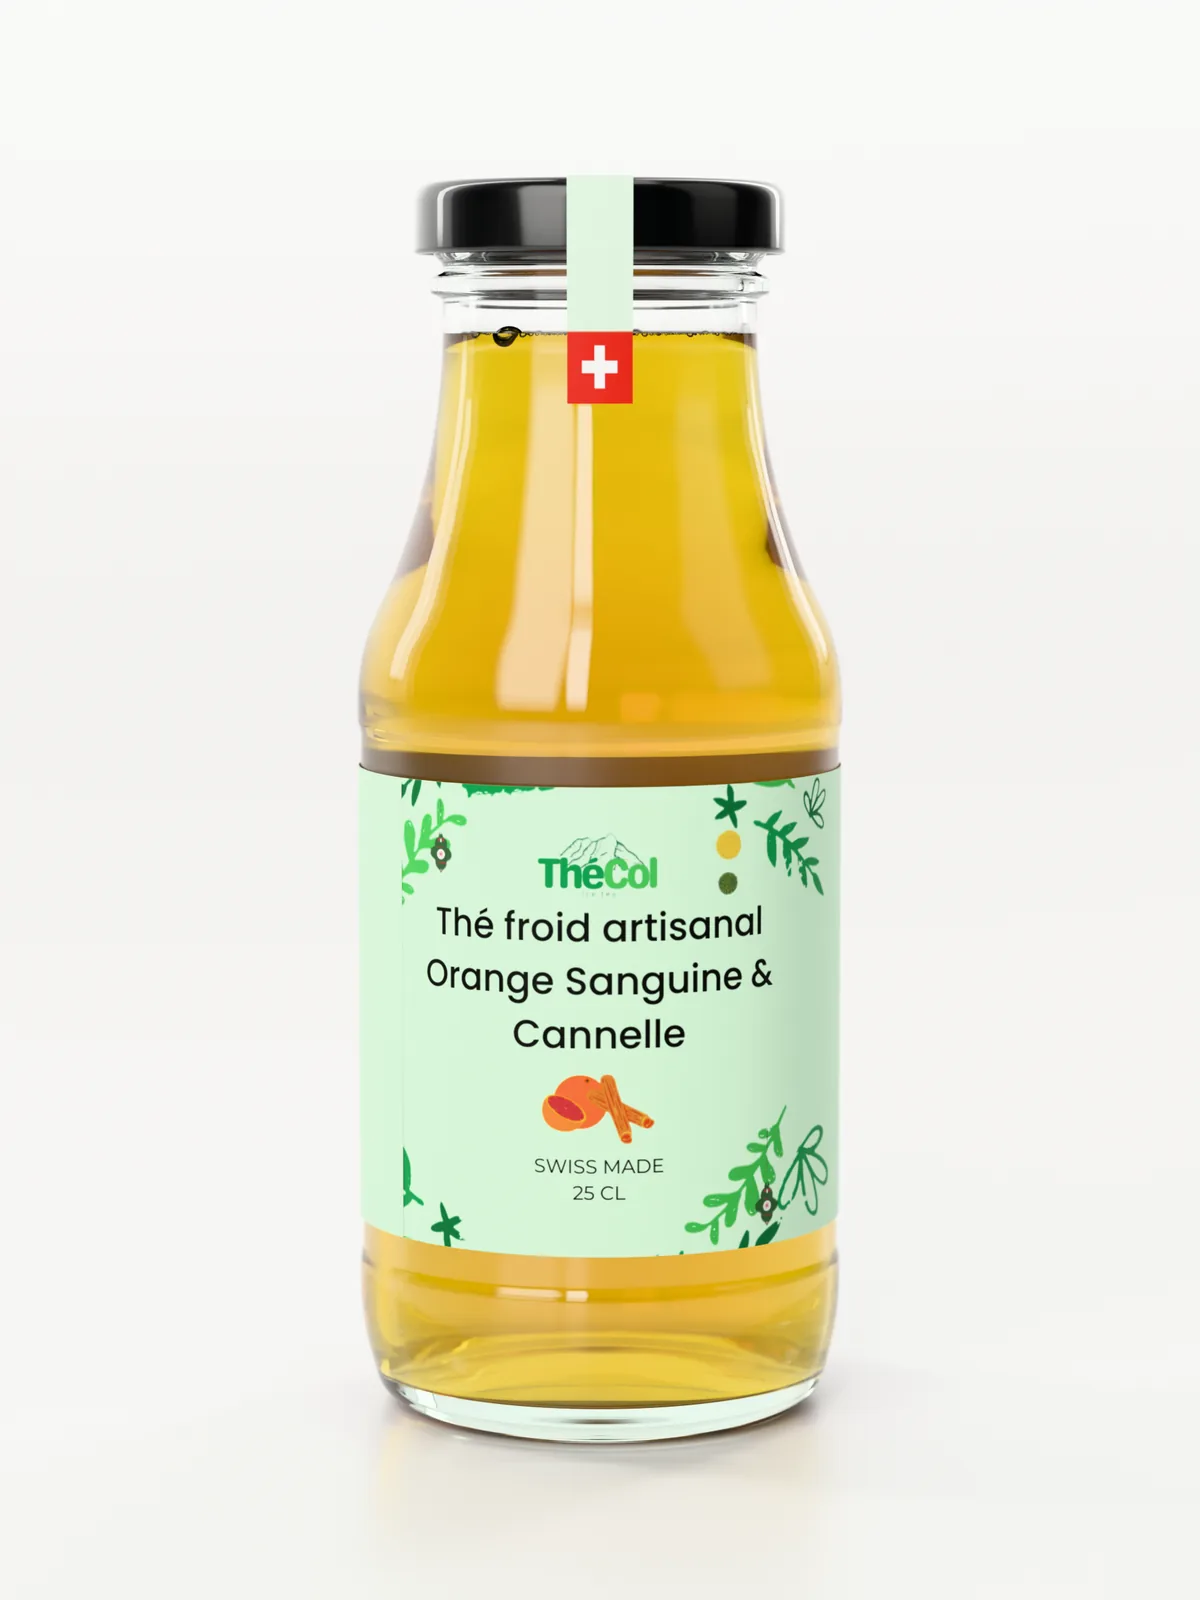 ThéCol
Thé froid artisanal
Orange Sanguine &
Cannelle
SWISS MADE
25 CL